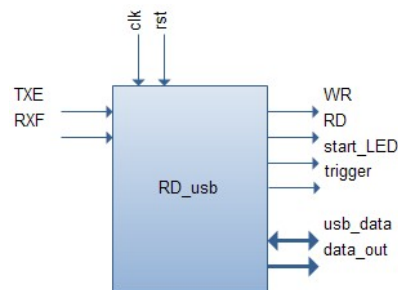 clk
rst
TXE
RXF
WR
RD
start_LED
trigger
RD_usb
usb_data
data_out